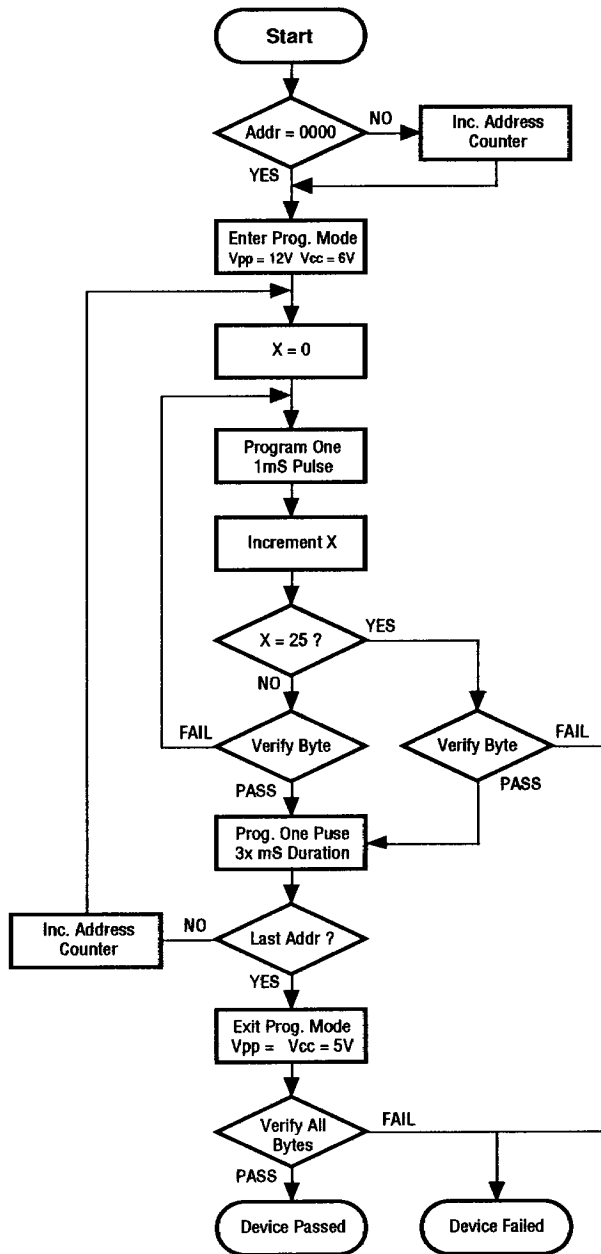 Start
Addr = 0000
NO
Inc. Address
Counter
YES
Enter Prog. Mode
Vpp = 12V Vcc = 6V
X = 0
Program One
1mS Pulse
Increment X
X = 25 ?
YES
NO
FAIL
Verify Byte
Verify Byte
FAIL
PASS
PASS
Prog. One Puse
3x mS Duration
Inc. Address
Counter
NO
Last Addr ?
YES
Exit Prog. Mode
Vpp = Vcc = 5V
Verify All
Bytes
FAIL
PASS
Device Passed
Device Failed